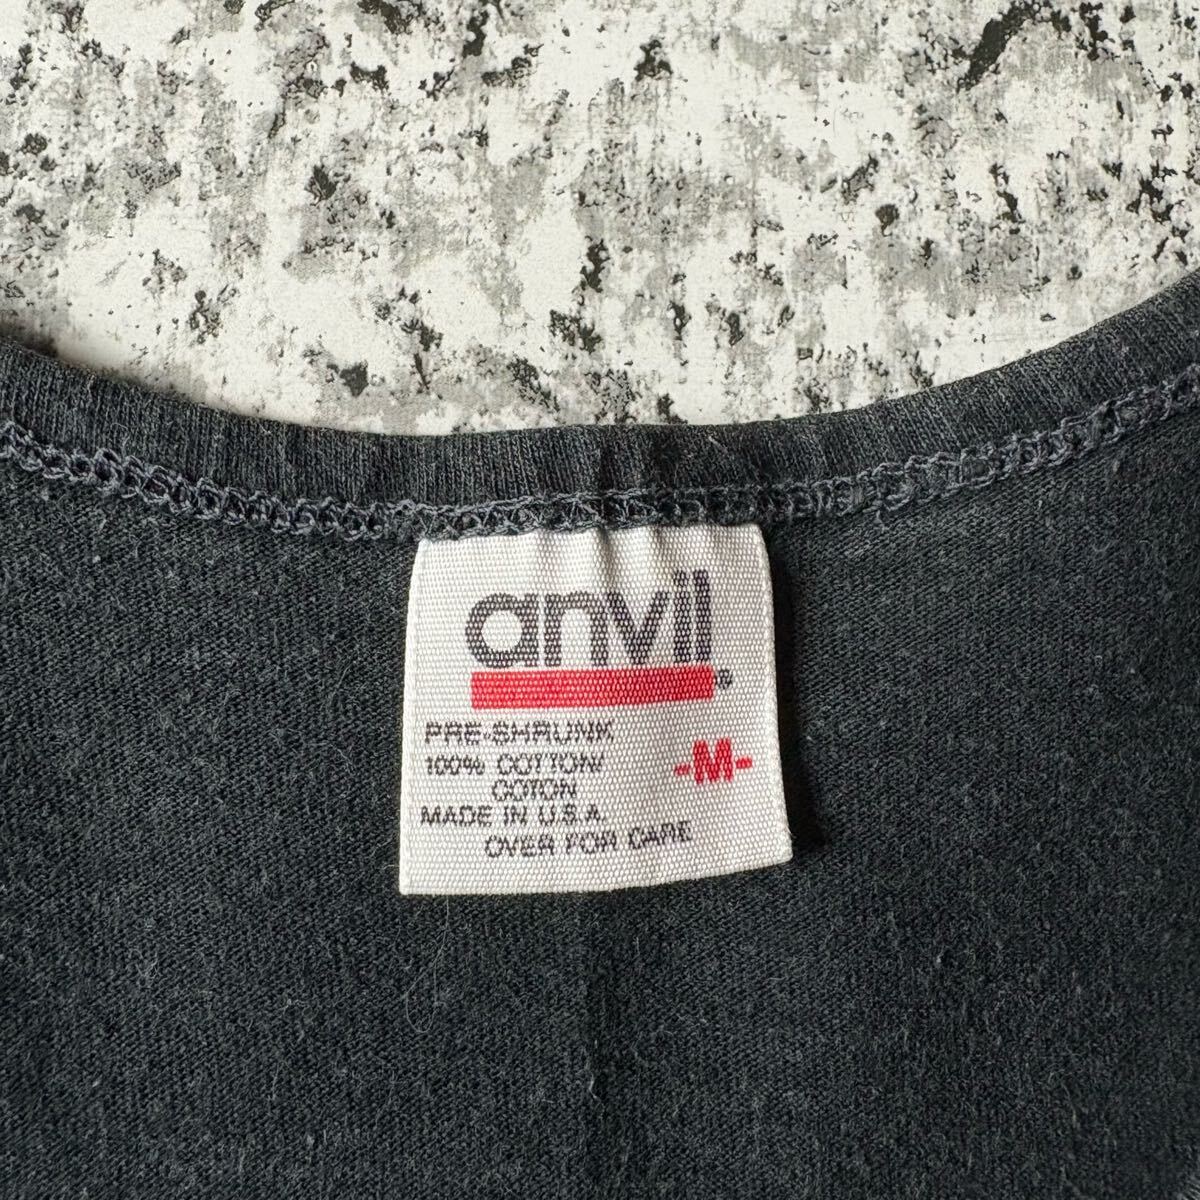 anvil®
PRE-SHRUNK
100% COTTON/
COTON
-M-
MADE IN U.S.A.
OVER FOR CARE